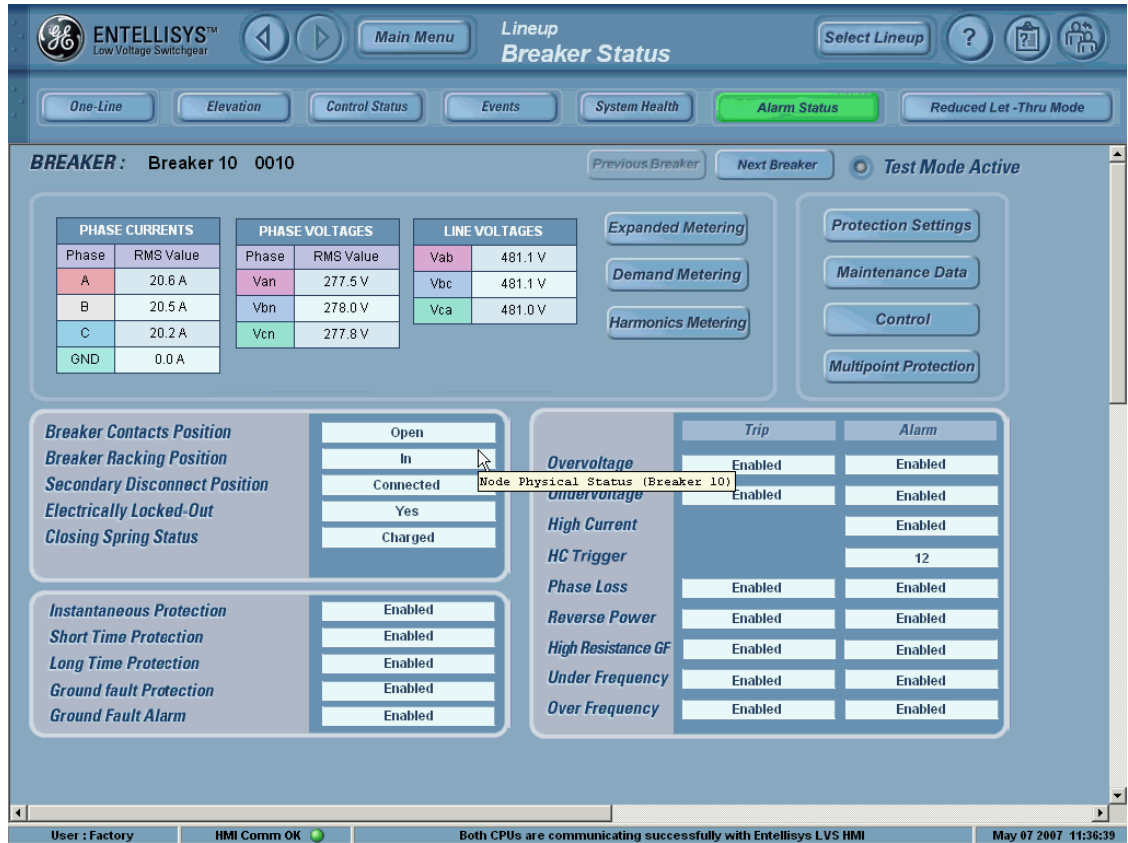 GE ENTELLISYS™
Low Voltage Switchgear
Main Menu
Lineup
Breaker Status
Select Lineup
?
?
One-Line
Elevation
Control Status
Events
System Health
Alarm Status
Reduced Let -Thru Mode
BREAKER : Breaker 10 0010
Previous Breaker
Next Breaker
Test Mode Active
PHASE CURRENTS
Phase RMS Value
A 20.6 A
B 20.5 A
C 20.2 A
GND 0.0 A
PHASE VOLTAGES
Phase RMS Value
Van 277.5 V
Vbn 278.0 V
Vcn 277.8 V
LINE VOLTAGES
Vab 481.1 V
Vbc 481.1 V
Vca 481.0 V
Expanded Metering
Demand Metering
Harmonics Metering
Protection Settings
Maintenance Data
Control
Multipoint Protection
Breaker Contacts Position Open
Breaker Racking Position In
Secondary Disconnect Position Connected
Electrically Locked-Out Yes
Closing Spring Status Charged
Node Physical Status (Breaker 10)
Instantaneous Protection Enabled
Short Time Protection Enabled
Long Time Protection Enabled
Ground fault Protection Enabled
Ground Fault Alarm Enabled
Trip Alarm
Overvoltage Enabled Enabled
Undervoltage Enabled Enabled
High Current Enabled
HC Trigger 12
Phase Loss Enabled Enabled
Reverse Power Enabled Enabled
High Resistance GF Enabled Enabled
Under Frequency Enabled Enabled
Over Frequency Enabled Enabled
User : Factory
HMI Comm OK
Both CPUs are communicating successfully with Entellisys LVS HMI
May 07 2007 11:36:39